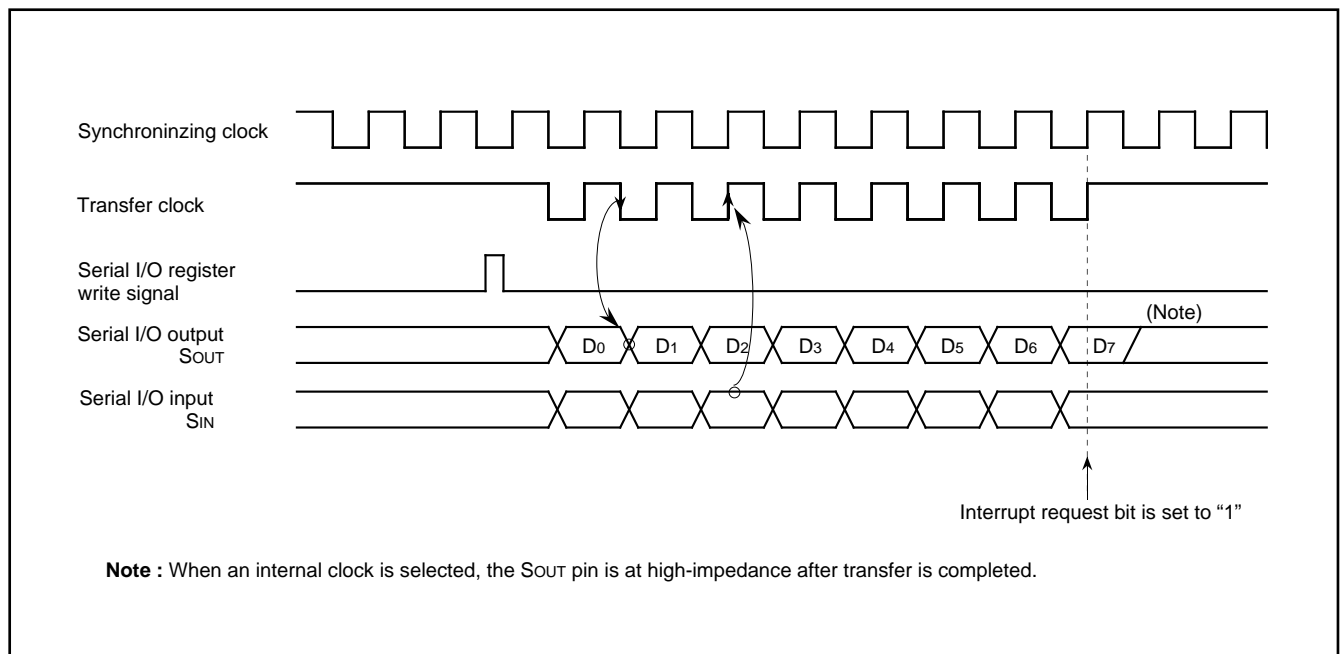 Synchroninzing clock
Transfer clock
Serial I/O register
write signal
Serial I/O output
SOUT
D0 D1 D2 D3 D4 D5 D6 D7
(Note)
Serial I/O input
SIN
Interrupt request bit is set to “1”
Note : When an internal clock is selected, the SOUT pin is at high-impedance after transfer is completed.